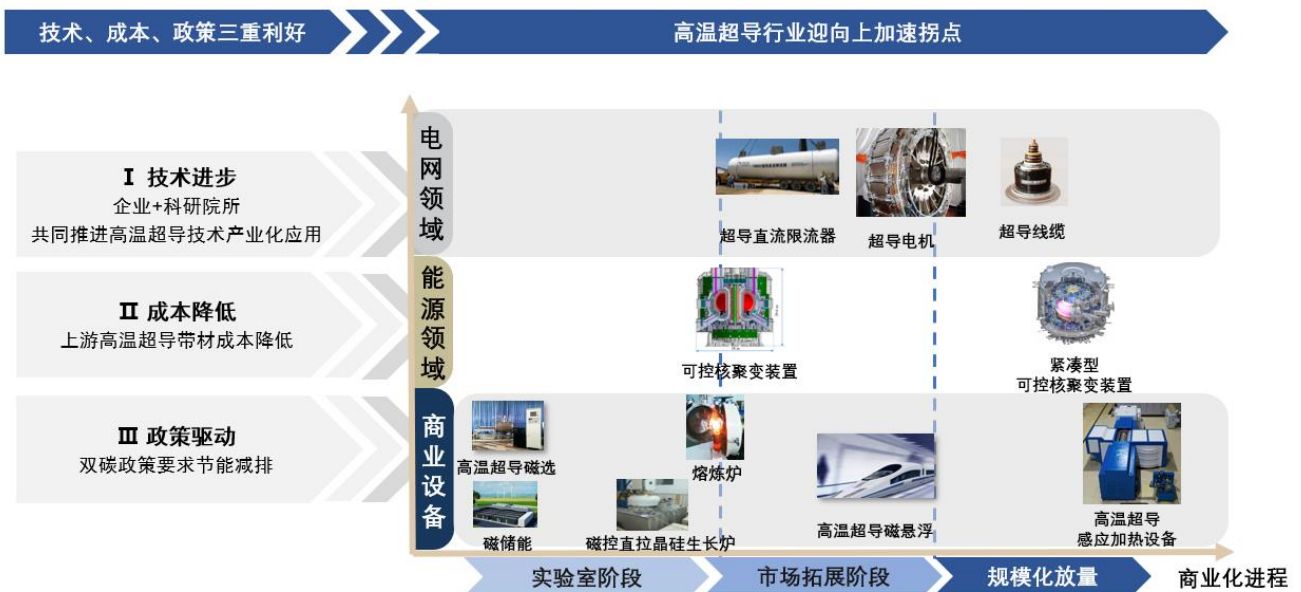 技术、成本、政策三重利好
高温超导行业迎向上加速拐点
Ⅰ 技术进步
企业+科研院所
共同推进高温超导技术产业化应用
Ⅱ 成本降低
上游高温超导带材成本降低
Ⅲ 政策驱动
双碳政策要求节能减排
电网领域
超导直流限流器
超导电机
超导线缆
能源领域
可控核聚变装置
紧凑型
可控核聚变装置
商业设备
高温超导磁选
熔炼炉
磁储能
磁控直拉晶硅生长炉
高温超导磁悬浮
高温超导
感应加热设备
实验室阶段
市场拓展阶段
规模化放量
商业化进程